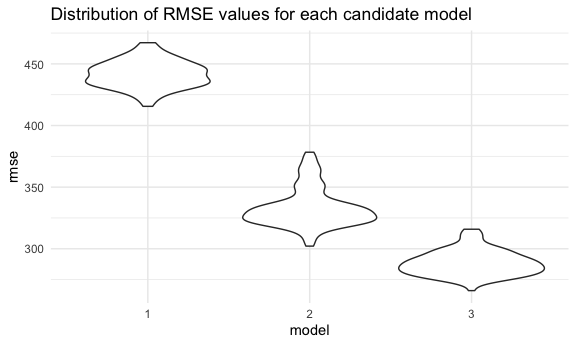 Distribution of RMSE values for each candidate model
450
400
350
300
rmse
1 2 3
model